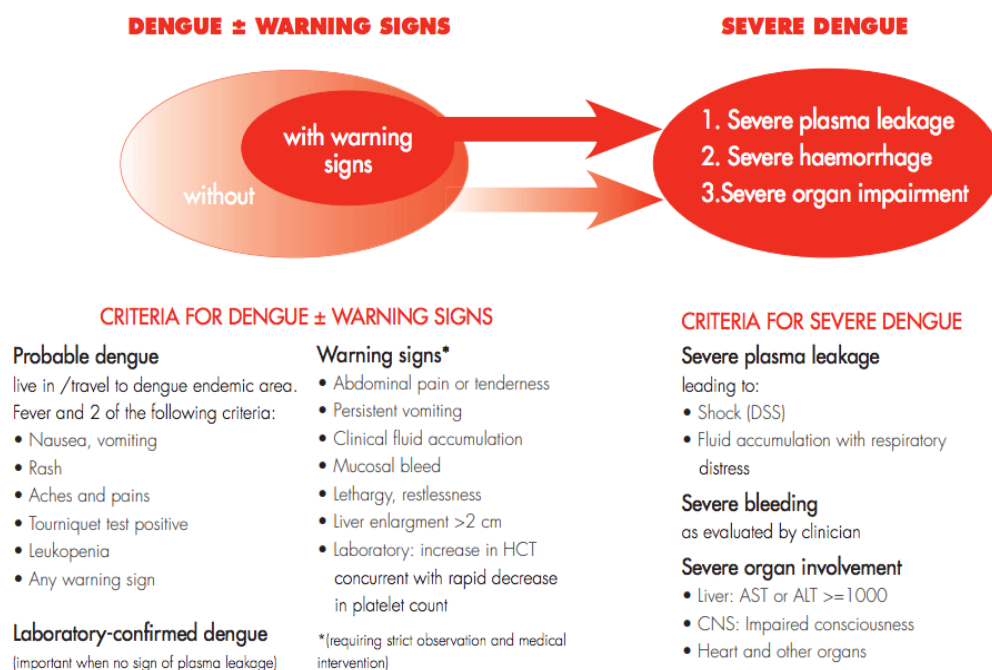 DENGUE ± WARNING SIGNS
SEVERE DENGUE
with warning
signs
without
1. Severe plasma leakage
2. Severe haemorrhage
3.Severe organ impairment
CRITERIA FOR DENGUE ± WARNING SIGNS
Probable dengue
live in /travel to dengue endemic area.
Fever and 2 of the following criteria:
• Nausea, vomiting
• Rash
• Aches and pains
• Tourniquet test positive
• Leukopenia
• Any warning sign
Laboratory-confirmed dengue
(important when no sign of plasma leakage)
Warning signs*
• Abdominal pain or tenderness
• Persistent vomiting
• Clinical fluid accumulation
• Mucosal bleed
• Lethargy, restlessness
• Liver enlargment >2 cm
• Laboratory: increase in HCT
concurrent with rapid decrease
in platelet count
*(requiring strict observation and medical
intervention)
CRITERIA FOR SEVERE DENGUE
Severe plasma leakage
leading to:
• Shock (DSS)
• Fluid accumulation with respiratory
distress
Severe bleeding
as evaluated by clinician
Severe organ involvement
• Liver: AST or ALT >=1000
• CNS: Impaired consciousness
• Heart and other organs